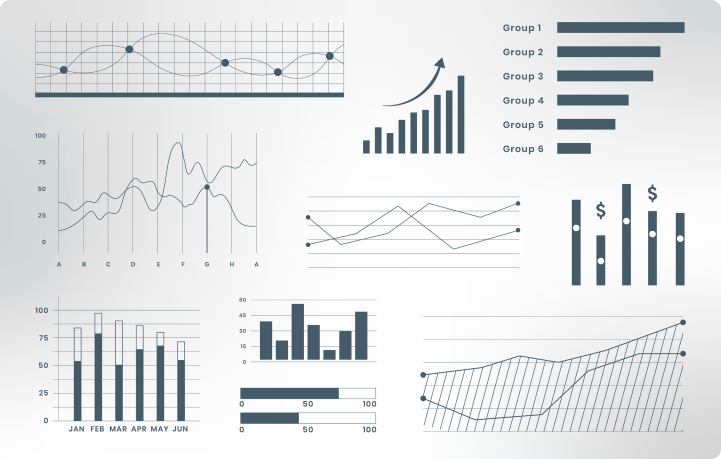 Group 1
Group 2
Group 3
Group 4
Group 5
Group 6
100
75
50
25
0
A B C D E F G H A
$ $
100
75
50
25
0
JAN FEB MAR APR MAY JUN
60
45
30
15
0
0 50 100
0 50 100